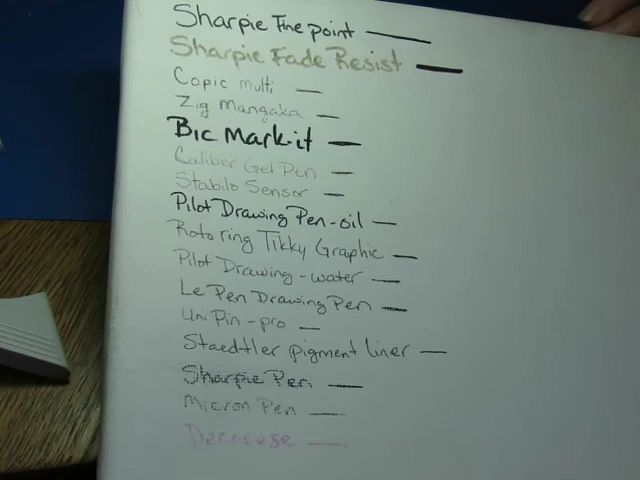 Sharpie Fine point
Sharpie Fade Resist
Copic multi
Zig Mangaka
Bic Mark-it
Caliber Gel Pen
Stabilo Sensor
Pilot Drawing Pen-oil
Rotoring Tikky Graphic
Pilot Drawing-water
Le Pen Drawing Pen
Uni Pin-pro
Staedtler pigment liner
Sharpie Pen
Micron Pen